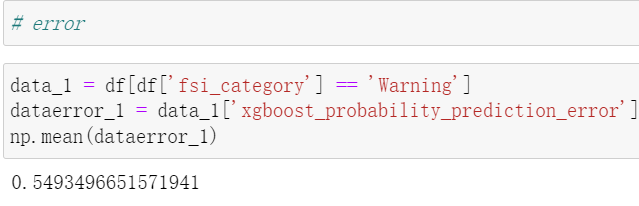 # error
data_1 = df[df['fsi_category'] == 'Warning']
dataerror_1 = data_1['xgboost_probability_prediction_error']
np.mean(dataerror_1)
0.5493496651571941